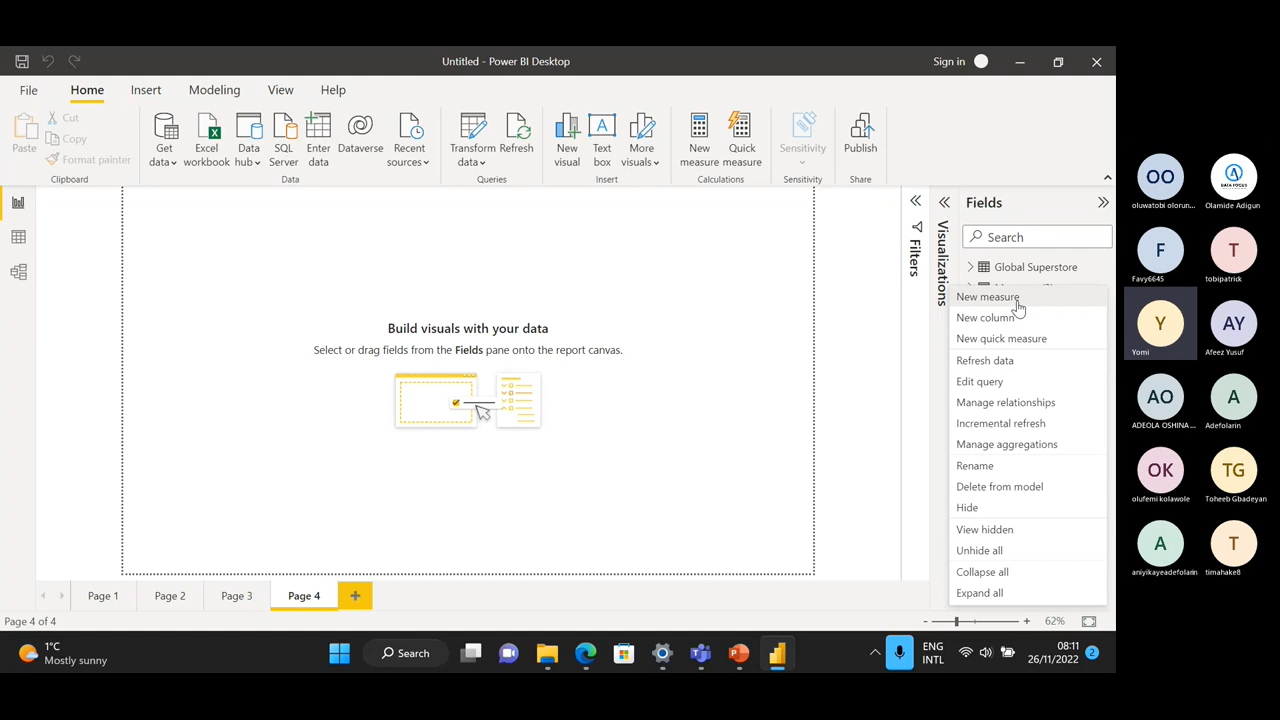 Untitled - Power BI Desktop
Sign in
File
Home
Insert
Modeling
View
Help
Paste
Cut
Copy
Format painter
Get data
Excel workbook
Data hub
SQL Server
Enter data
Dataverse
Recent sources
Transform data
Refresh
New visual
Text box
More visuals
New measure
Quick measure
Sensitivity
Publish
Clipboard
Data
Queries
Insert
Calculations
Sensitivity
Share
Filters
Visualizations
Fields
Search
Global Superstore
New measure
New column
New quick measure
Refresh data
Edit query
Manage relationships
Incremental refresh
Manage aggregations
Rename
Delete from model
Hide
View hidden
Unhide all
Collapse all
Expand all
Build visuals with your data
Select or drag fields from the Fields pane onto the report canvas.
Page 1
Page 2
Page 3
Page 4
Page 4 of 4
- + 62%
1°C
Mostly sunny
Search
ENG
INTL
08:11
26/11/2022
2
OO
oluwatobi olorun...
DATA FOCUS
Olamide Adigun
F
Favy6645
T
tobipatrick
Y
Yomi
AY
Afeez Yusuf
AO
ADEOLA OSHINA ...
A
Adefolarin
OK
olufemi kolawole
TG
Toheeb Gbadeyan
A
aniyikayeadefolarin
T
timahake8